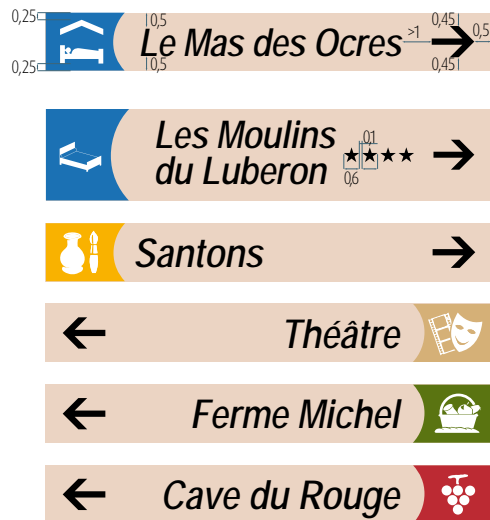 0,25 0,5 0,45
Le Mas des Ocres >1 0,5
0,25 0,5 0,45
Les Moulins 0,1
du Luberon
0,6
Santons
Théâtre
Ferme Michel
Cave du Rouge